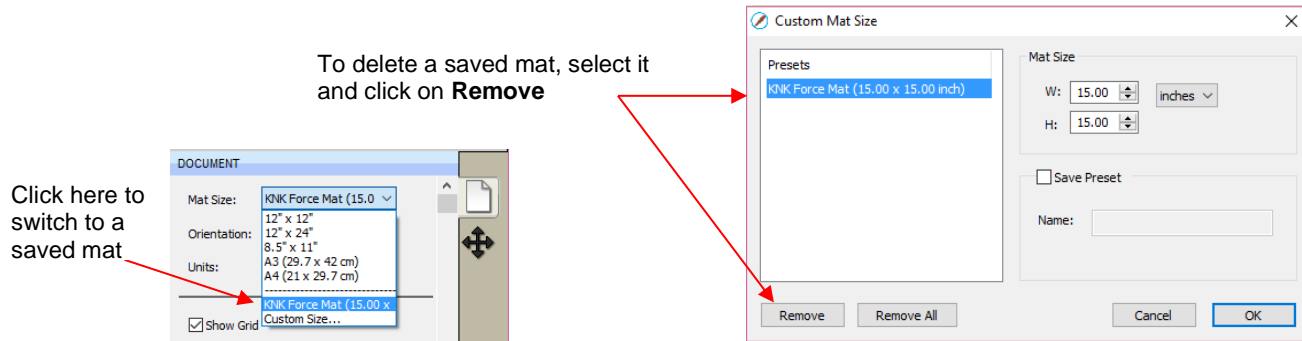 To delete a saved mat, select it
and click on Remove
Click here to
switch to a
saved mat
DOCUMENT
Mat Size: KNK Force Mat (15.0
12" x 12"
Orientation: 12" x 24"
8.5" x 11"
Units: A3 (29.7 x 42 cm)
A4 (21 x 29.7 cm)
------------------------------
KNK Force Mat (15.00 x
Show Grid Custom Size...
Custom Mat Size
Presets
KNK Force Mat (15.00 x 15.00 inch)
Mat Size
W: 15.00 inches
H: 15.00
Save Preset
Name:
Remove Remove All Cancel OK